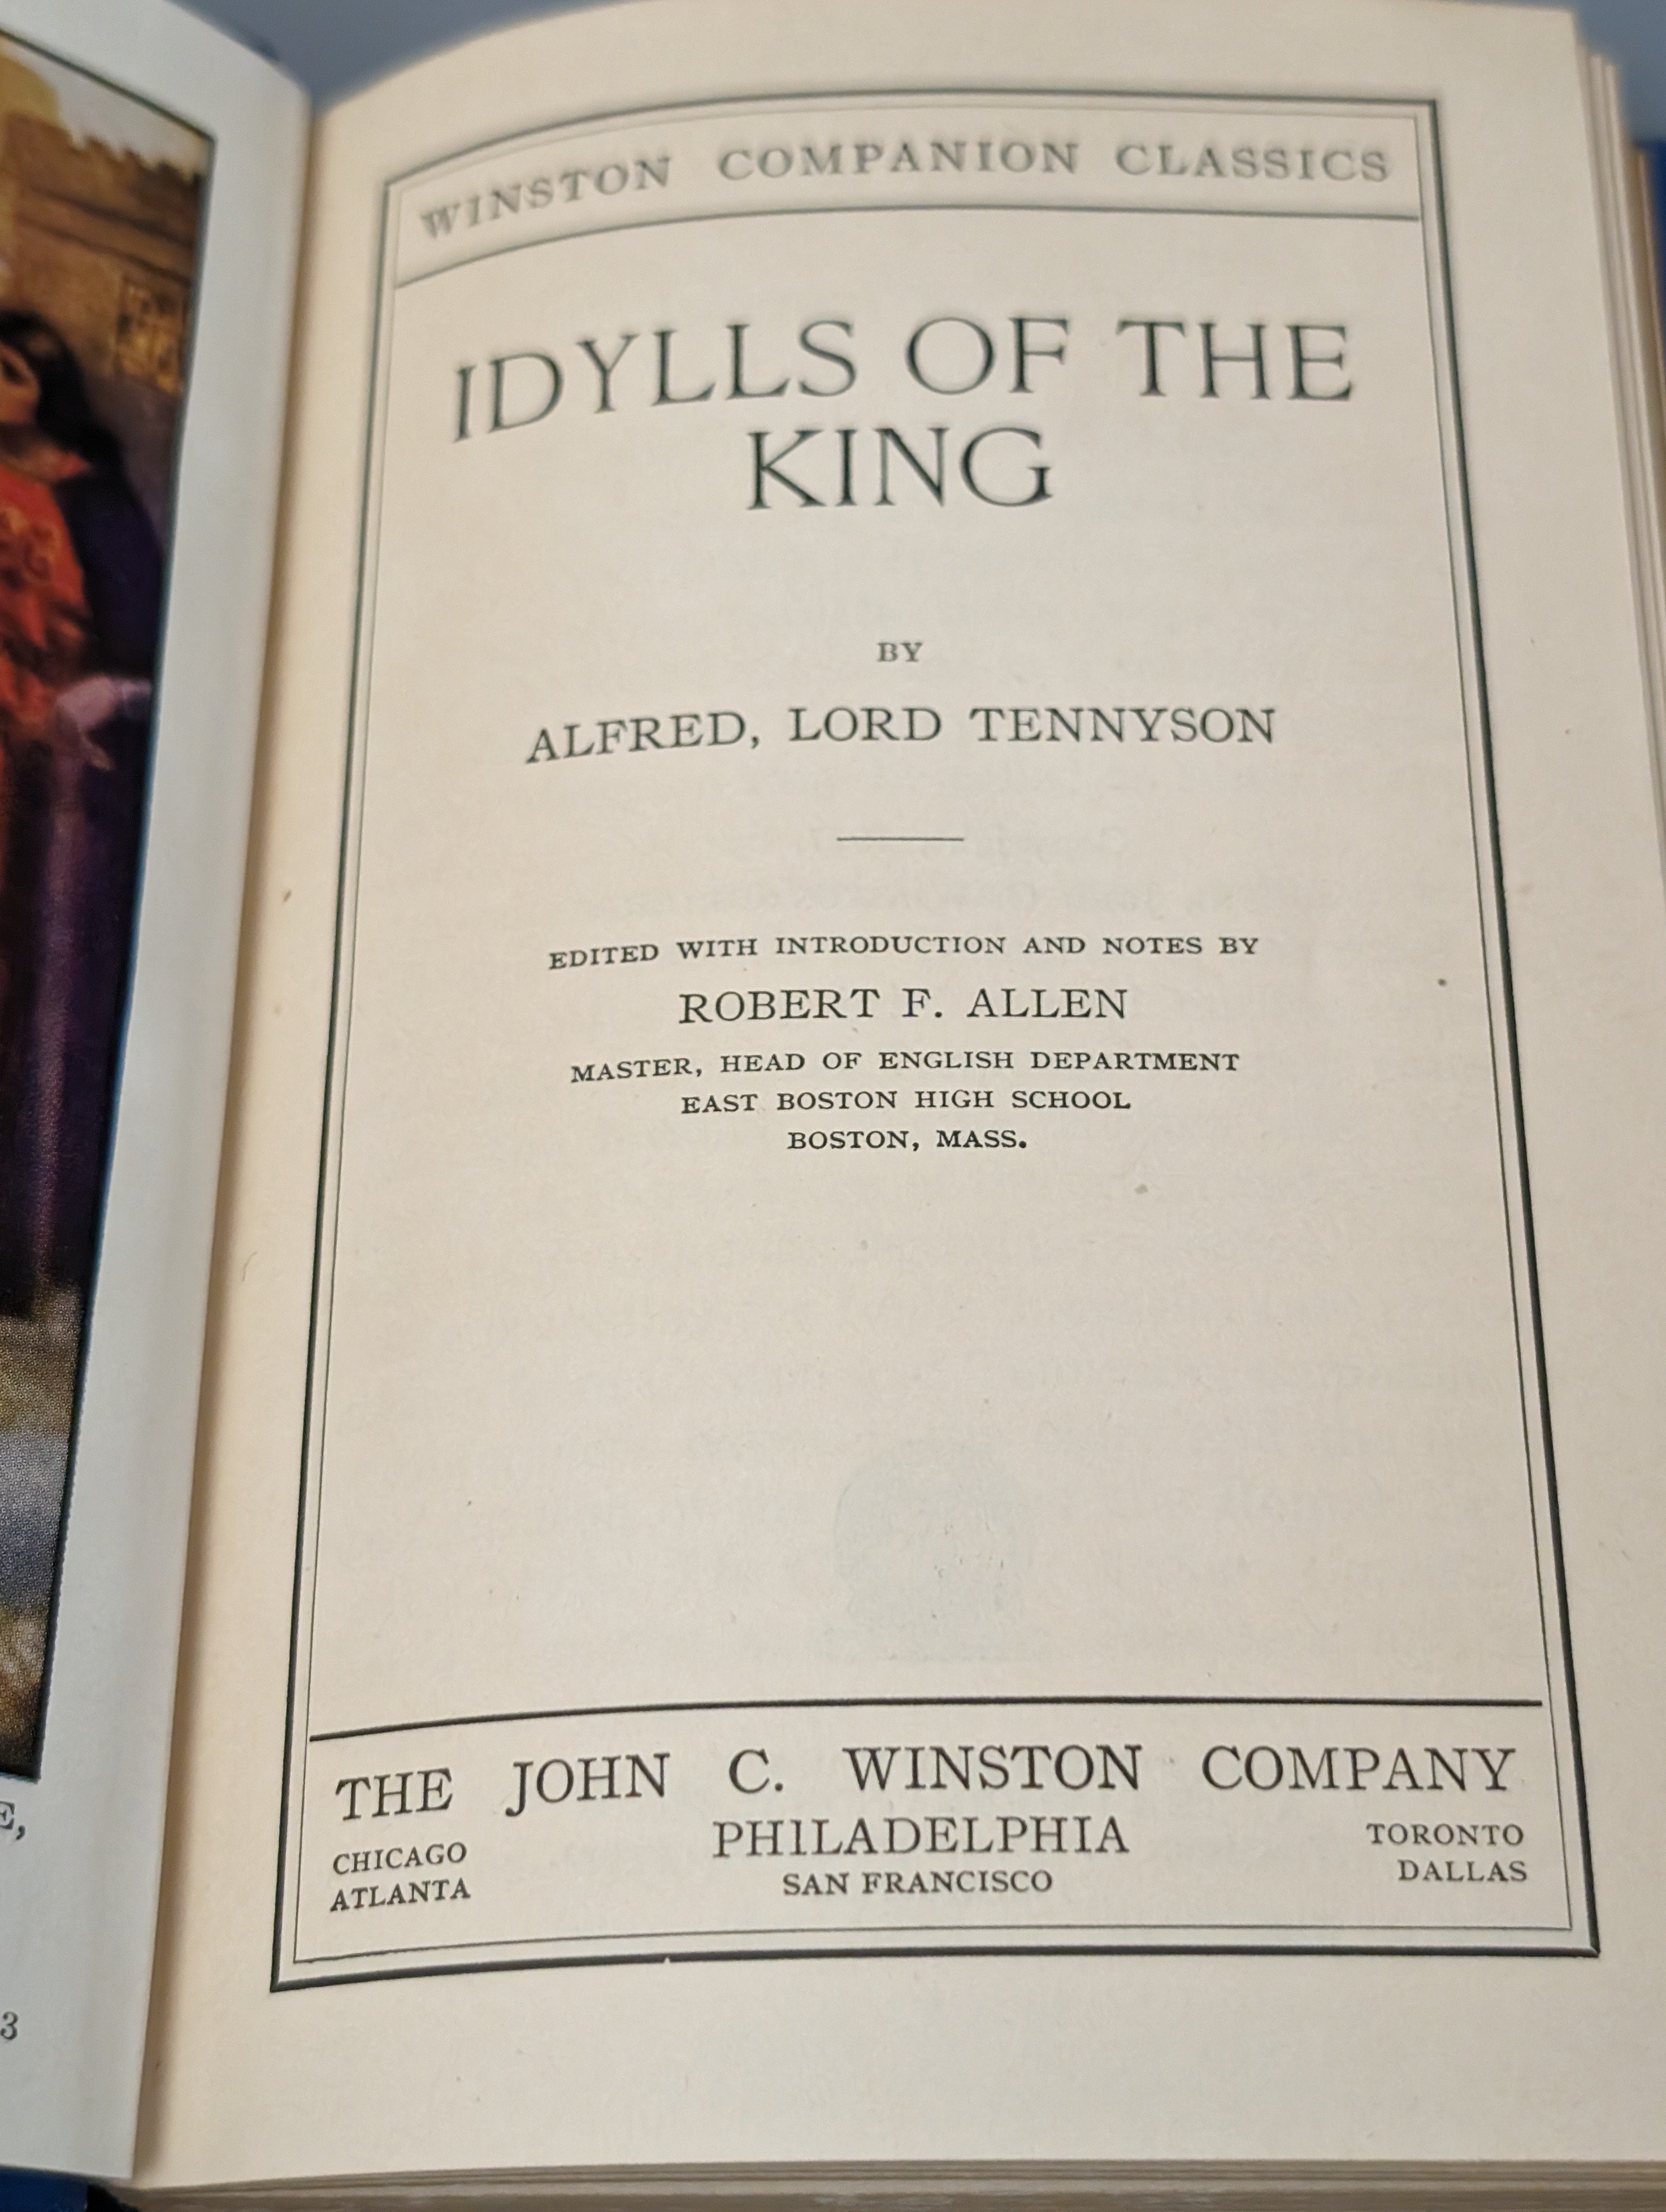 WINSTON COMPANION CLASSICS
IDYLLS OF THE
KING
BY
ALFRED, LORD TENNYSON
EDITED WITH INTRODUCTION AND NOTES BY
ROBERT F. ALLEN
MASTER, HEAD OF ENGLISH DEPARTMENT
EAST BOSTON HIGH SCHOOL
BOSTON, MASS.
THE JOHN C. WINSTON COMPANY
PHILADELPHIA
CHICAGO
ATLANTA
SAN FRANCISCO
TORONTO
DALLAS
E,
3